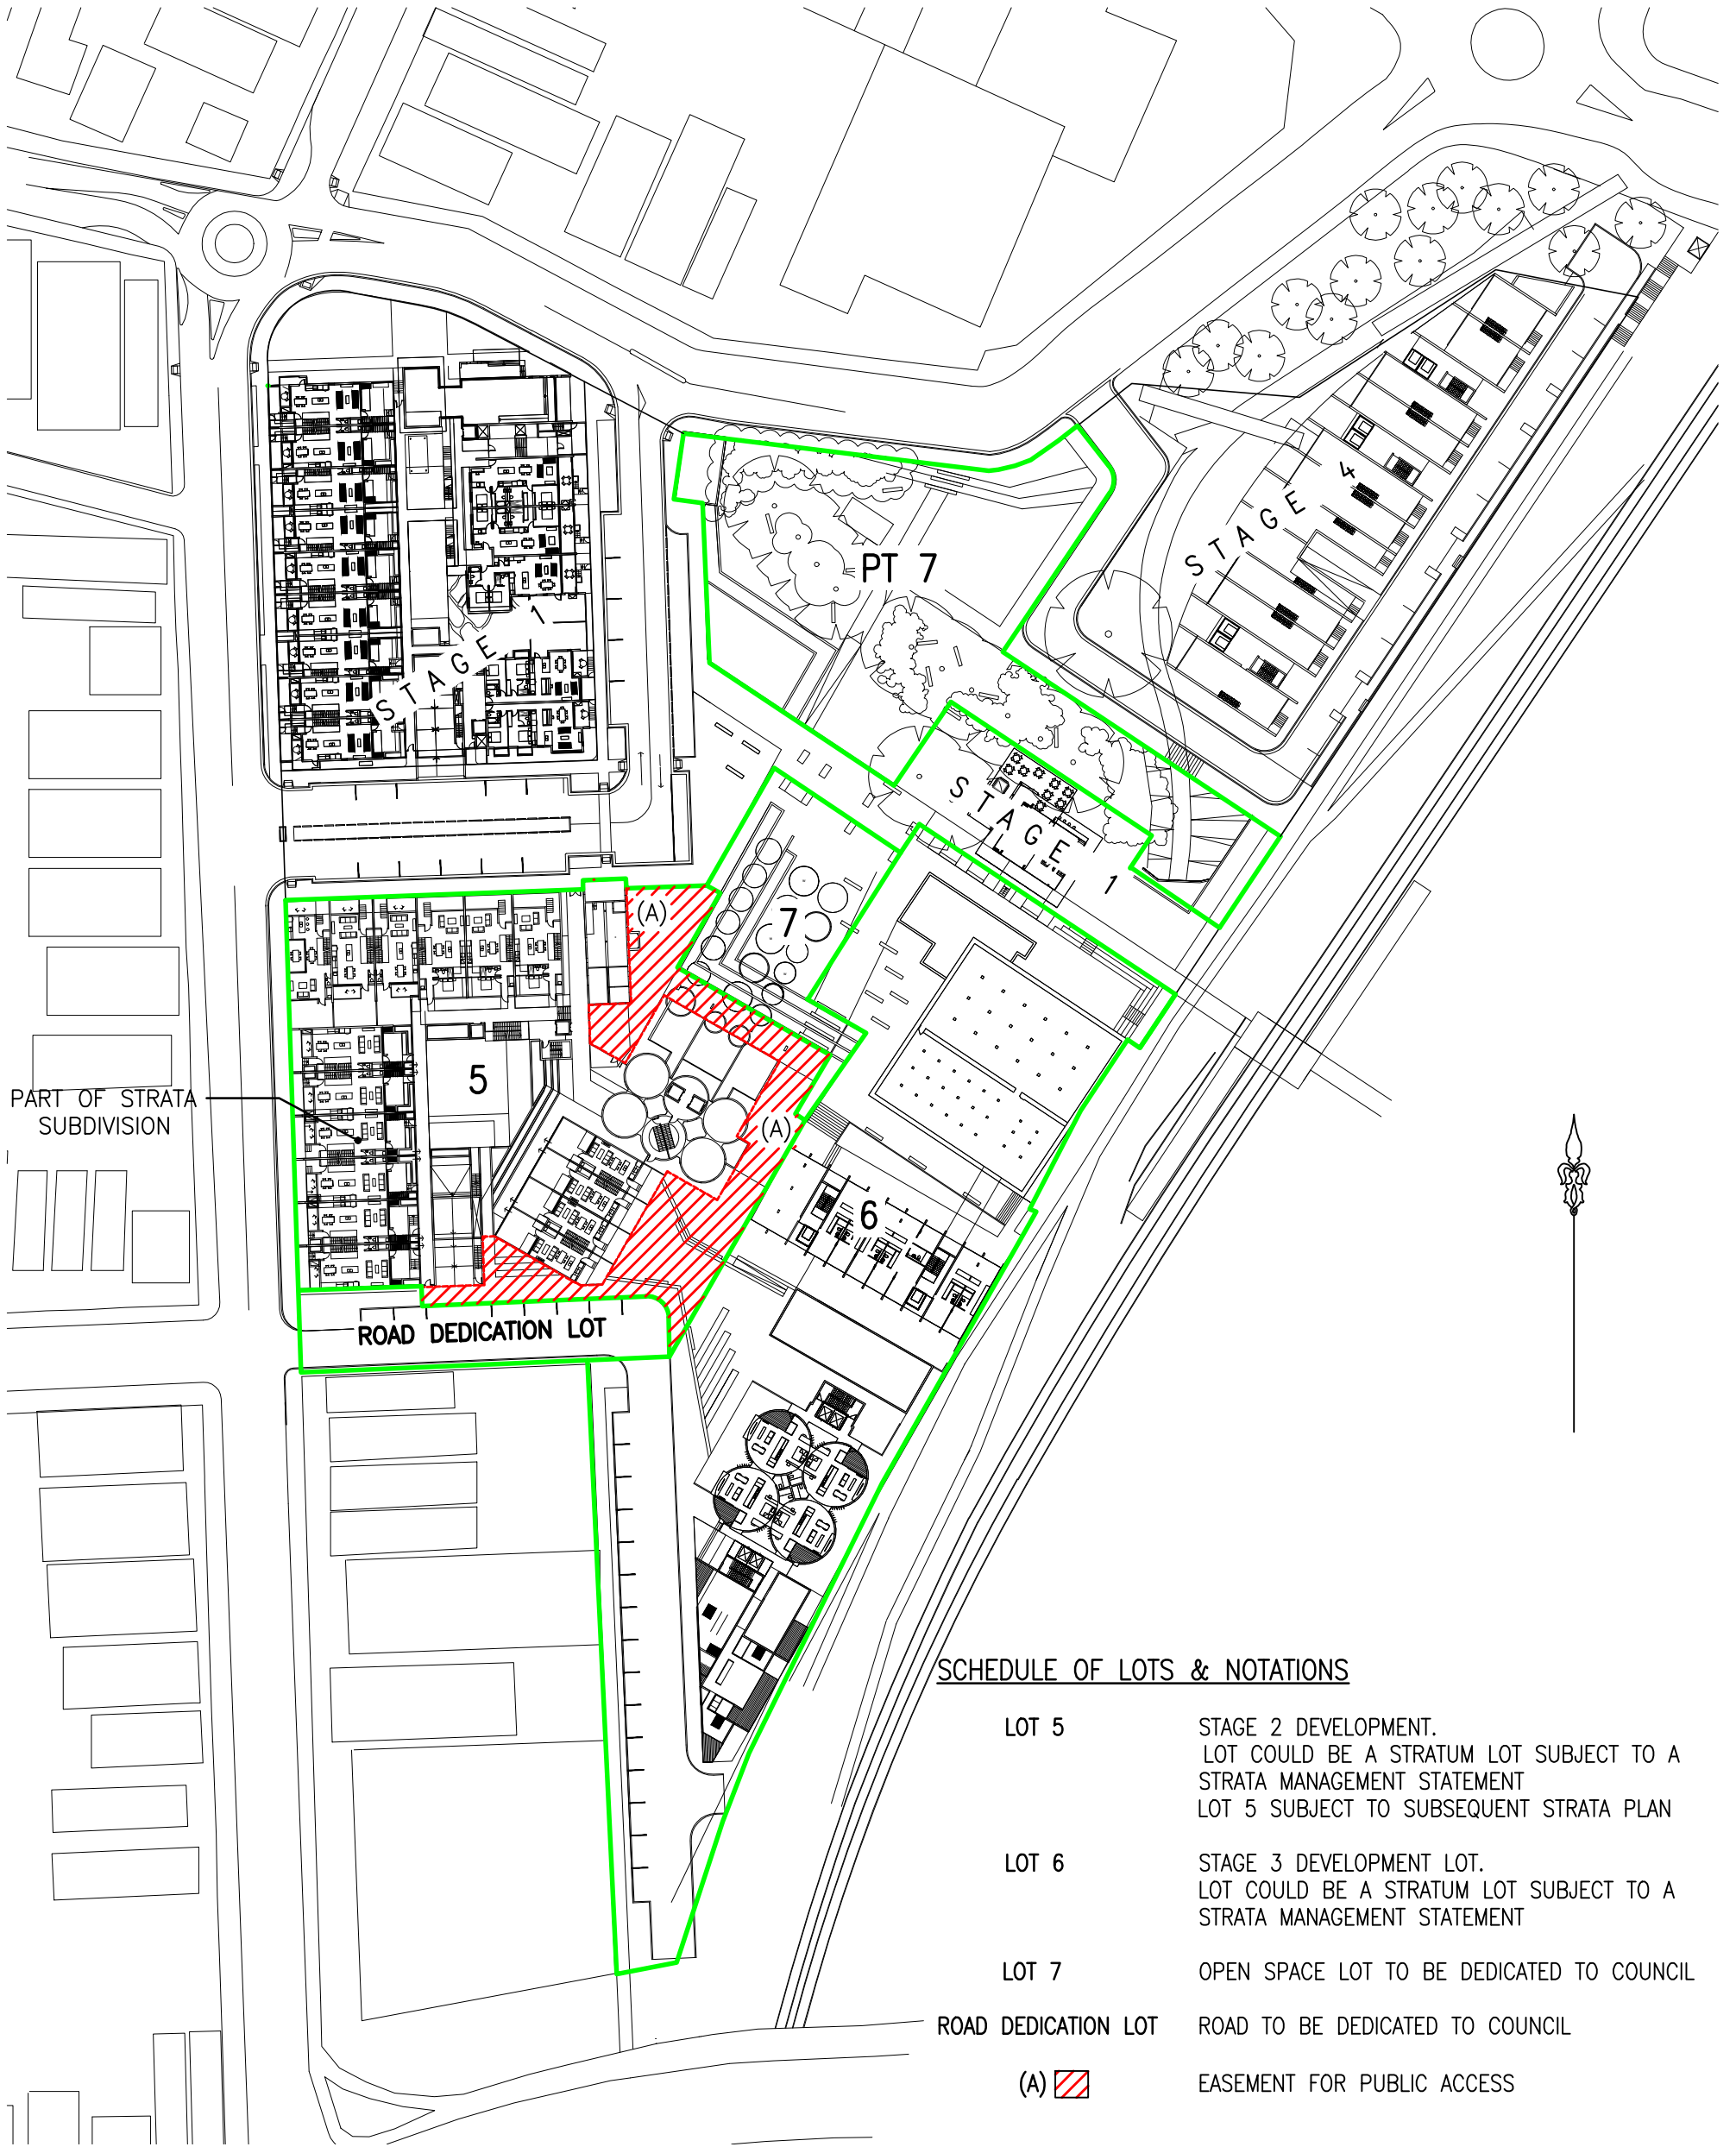 STAGE 4
PT 7
STAGE 1
STAGE 1
(A)
7
5
PART OF STRATA
SUBDIVISION
(A)
6
ROAD DEDICATION LOT
SCHEDULE OF LOTS & NOTATIONS
LOT 5 STAGE 2 DEVELOPMENT.
LOT COULD BE A STRATUM LOT SUBJECT TO A
STRATA MANAGEMENT STATEMENT
LOT 5 SUBJECT TO SUBSEQUENT STRATA PLAN
LOT 6 STAGE 3 DEVELOPMENT LOT.
LOT COULD BE A STRATUM LOT SUBJECT TO A
STRATA MANAGEMENT STATEMENT
LOT 7 OPEN SPACE LOT TO BE DEDICATED TO COUNCIL
ROAD DEDICATION LOT ROAD TO BE DEDICATED TO COUNCIL
(A) EASEMENT FOR PUBLIC ACCESS